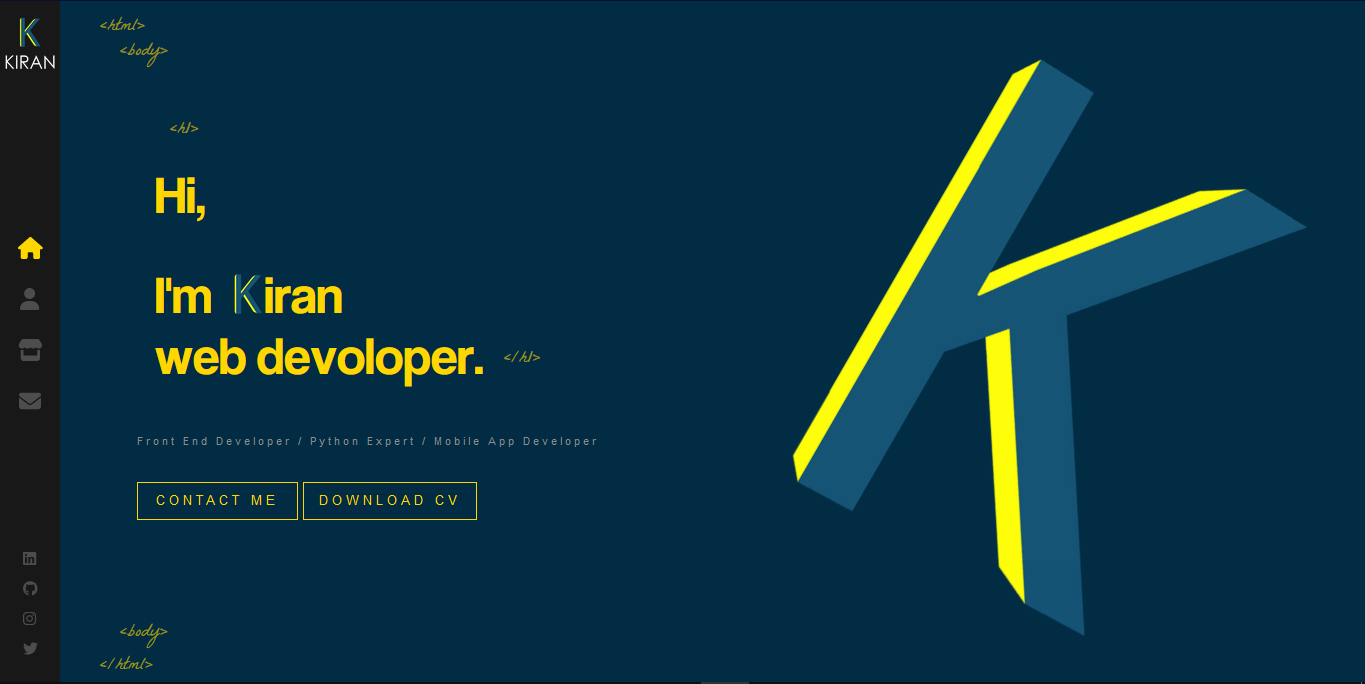 KIRAN
<html>
<body>
<h1>
Hi,
I'm Kiran
web devoloper.
</h1>
Front End Developer / Python Expert / Mobile App Developer
CONTACT ME
DOWNLOAD CV
<body>
</html>